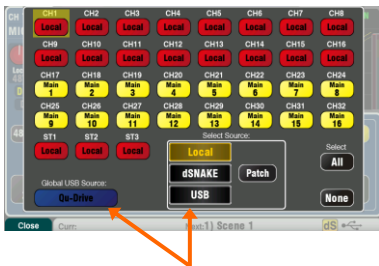 CH1 CH2 CH3 CH4 CH5 CH6 CH7 CH8
Local Local Local Local Local Local Local Local
CH9 CH10 CH11 CH12 CH13 CH14 CH15 CH16
Local Local Local Local Local Local Local Local
CH17 CH18 CH19 CH20 CH21 CH22 CH23 CH24
Main 1 Main 2 Main 3 Main 4 Main 5 Main 6 Main 7 Main 8
CH25 CH26 CH27 CH28 CH29 CH30 CH31 CH32
Main 9 Main 10 Main 11 Main 12 Main 13 Main 14 Main 15 Main 16
ST1 ST2 ST3 Select Source:
Local Local Local Local
Select
All
dSNAKE Patch
Global USB Source:
Qu-Drive USB None
Close Curr: Next:1) Scene 1 dS